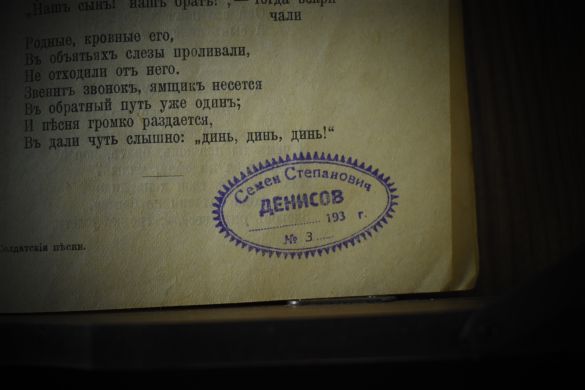 „Нашъ сынъ! нашъ братъ!“,—тогда вскри
чали
Родные, кровные его,
Въ объятьяхъ слезы проливали,
Не отходили отъ него.
Звенитъ звонокъ, ямщикъ несется
Въ обратный путь уже одинъ;
И пѣсня громко раздается,
Въ дали чуть слышно: „динь, динь, динь!“
Семен Степанович
ДЕНИСОВ
193 г.
№ 3
Солдатскія пѣсни.